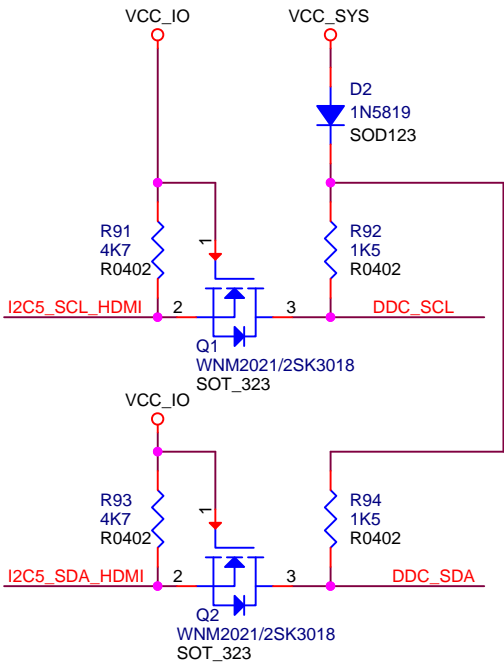 VCC_IO
VCC_SYS
D2
1N5819
SOD123
R91
4K7
R0402
1
R92
1K5
R0402
I2C5_SCL_HDMI
2
3
DDC_SCL
Q1
WNM2021/2SK3018
SOT_323
VCC_IO
R93
4K7
R0402
1
R94
1K5
R0402
I2C5_SDA_HDMI
2
3
DDC_SDA
Q2
WNM2021/2SK3018
SOT_323